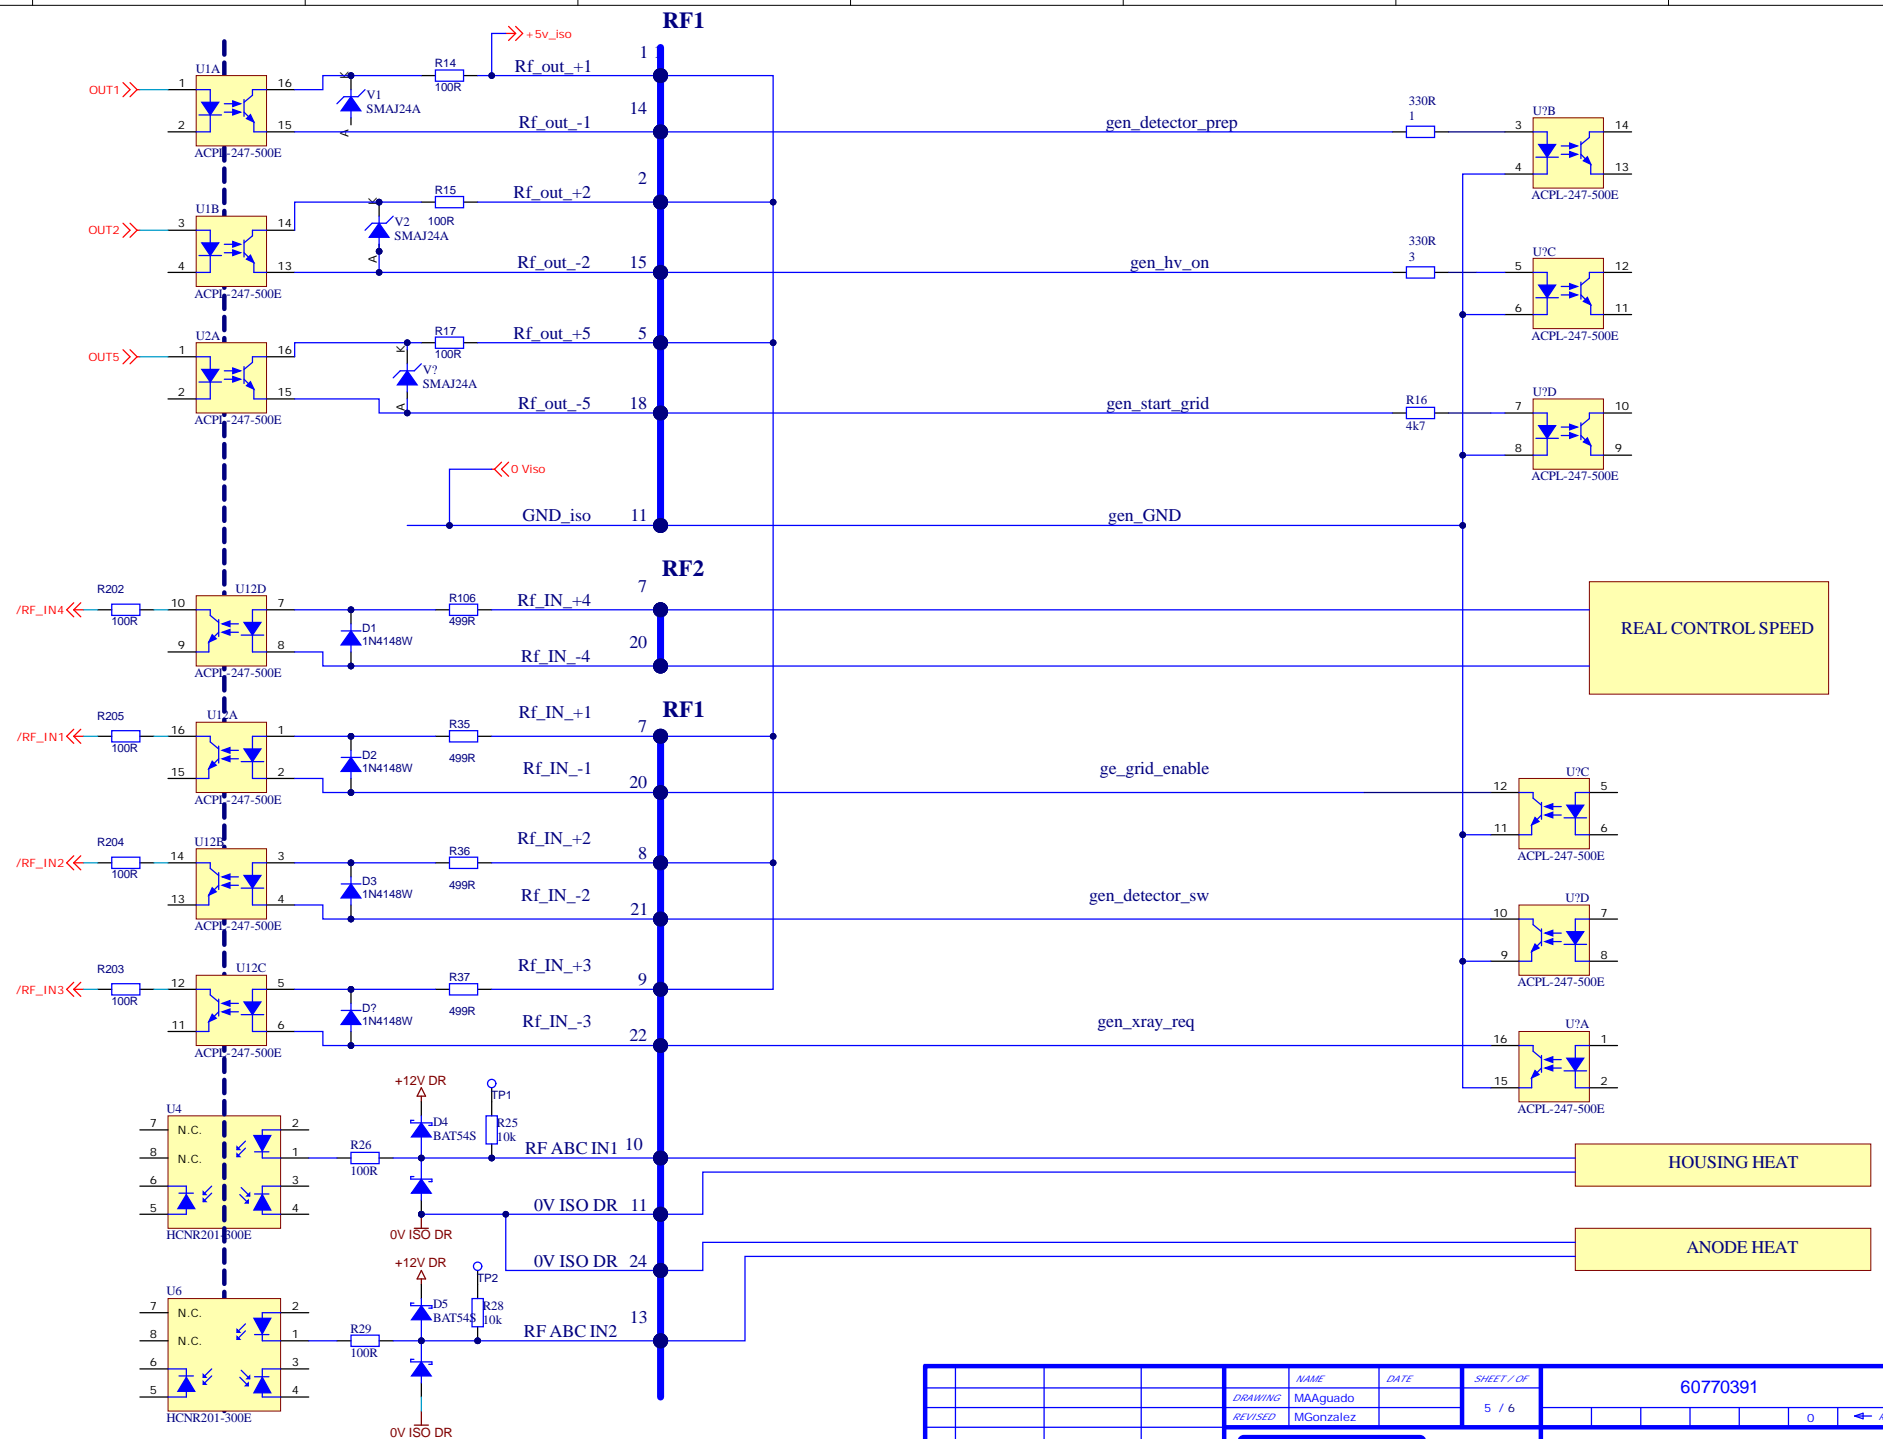 RF1
+5v_iso
1
Rf_out_+1
U1A
OUT1
1
16
R14
100R
K
V1
SMAJ24A
A
2
15
ACPL-247-500E
14
Rf_out_-1
gen_detector_prep
330R
1
U?B
3
14
4
13
ACPL-247-500E
2
Rf_out_+2
R15
100R
U1B
OUT2
3
14
K
V2
SMAJ24A
A
4
13
ACPL-247-500E
Rf_out_-2
15
gen_hv_on
330R
3
U?C
5
12
6
11
ACPL-247-500E
U2A
OUT5
1
16
R17
100R
Rf_out_+5
5
K
V?
SMAJ24A
A
2
15
ACPL-247-500E
Rf_out_-5
18
gen_start_grid
R16
4k7
U?D
7
10
8
9
ACPL-247-500E
0 Viso
GND_iso
11
gen_GND
RF2
7
R202
100R
/RF_IN4
U12D
10
7
9
8
ACPL-247-500E
D1
1N4148W
R106
499R
Rf_IN_+4
20
Rf_IN_-4
REAL CONTROL SPEED
RF1
R205
100R
/RF_IN1
U12A
16
1
15
2
ACPL-247-500E
D2
1N4148W
R35
499R
Rf_IN_+1
7
Rf_IN_-1
20
ge_grid_enable
U?C
12
5
11
6
ACPL-247-500E
R204
100R
/RF_IN2
U12B
14
3
13
4
ACPL-247-500E
D3
1N4148W
R36
499R
Rf_IN_+2
8
Rf_IN_-2
21
gen_detector_sw
U?D
10
7
9
8
ACPL-247-500E
R203
100R
/RF_IN3
U12C
12
5
11
6
ACPL-247-500E
D?
1N4148W
R37
499R
Rf_IN_+3
9
Rf_IN_-3
22
gen_xray_req
U?A
16
1
15
2
ACPL-247-500E
+12V DR
TP1
U4
7
N.C.
2
8
N.C.
1
6
3
5
4
HCNR201-300E
R26
100R
D4
BAT54S
R25
10k
RF ABC IN1
10
HOUSING HEAT
0V ISO DR
11
0V ISO DR
0V ISO DR
24
ANODE HEAT
+12V DR
TP2
U6
7
N.C.
2
8
N.C.
1
6
3
5
4
HCNR201-300E
R29
100R
D5
BAT54S
R28
10k
RF ABC IN2
13
0V ISO DR
NAME
DATE
SHEET / OF
60770391
DRAWING
MAAguado
5 / 6
REVISED
MGonzalez
0